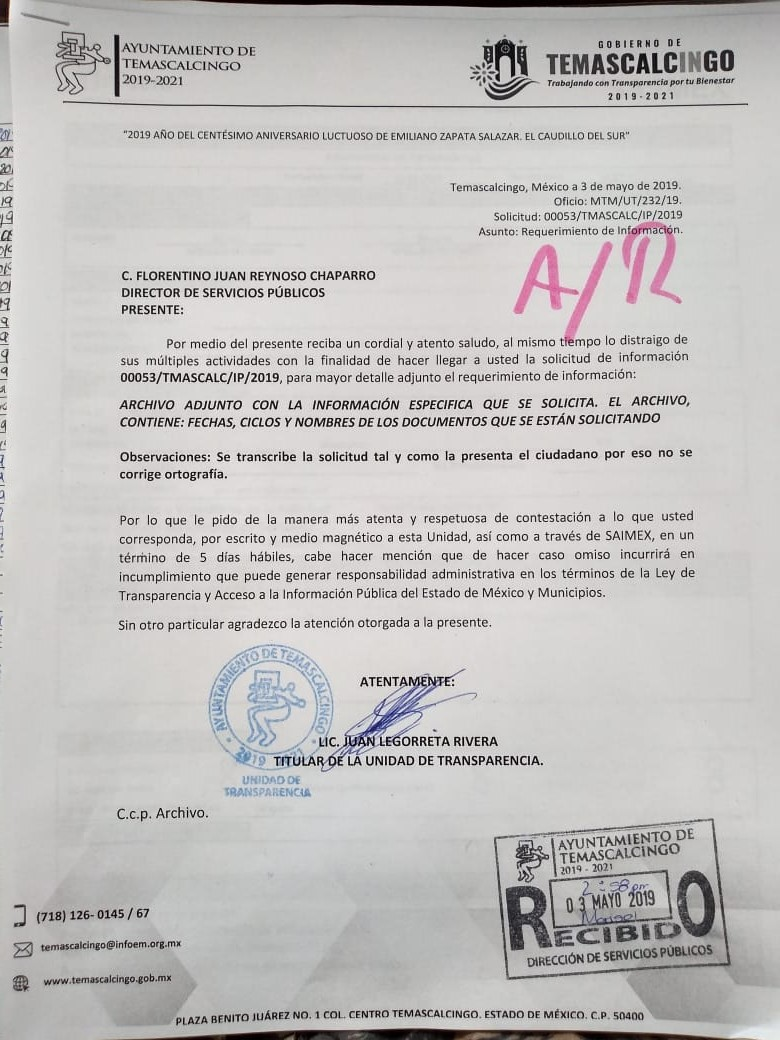 AYUNTAMIENTO DE
TEMASCALCINGO
2019-2021
GOBIERNO DE
TEMASCALCINGO
Trabajando con Transparencia por tu Bienestar
2019-2021
"2019 AÑO DEL CENTÉSIMO ANIVERSARIO LUCTUOSO DE EMILIANO ZAPATA SALAZAR. EL CAUDILLO DEL SUR"
Temascalcingo, México a 3 de mayo de 2019.
Oficio: MTM/UT/232/19.
Solicitud: 00053/TMASCALC/IP/2019
Asunto: Requerimiento de Información.
A/R
C. FLORENTINO JUAN REYNOSO CHAPARRO
DIRECTOR DE SERVICIOS PÚBLICOS
PRESENTE:
Por medio del presente reciba un cordial y atento saludo, al mismo tiempo lo distraigo de
sus múltiples actividades con la finalidad de hacer llegar a usted la solicitud de información
00053/TMASCALC/IP/2019, para mayor detalle adjunto el requerimiento de información:
ARCHIVO ADJUNTO CON LA INFORMACIÓN ESPECIFICA QUE SE SOLICITA. EL ARCHIVO,
CONTIENE: FECHAS, CICLOS Y NOMBRES DE LOS DOCUMENTOS QUE SE ESTÁN SOLICITANDO
Observaciones: Se transcribe la solicitud tal y como la presenta el ciudadano por eso no se
corrige ortografía.
Por lo que le pido de la manera más atenta y respetuosa de contestación a lo que usted
corresponda, por escrito y medio magnético a esta Unidad, así como a través de SAIMEX, en un
término de 5 días hábiles, cabe hacer mención que de hacer caso omiso incurrirá en
incumplimiento que puede generar responsabilidad administrativa en los términos de la Ley de
Transparencia y Acceso a la Información Pública del Estado de México y Municipios.
Sin otro particular agradezco la atención otorgada a la presente.
AYUNTAMIENTO DE TEMASCALCINGO
2019 2021
UNIDAD DE
TRANSPARENCIA
ATENTAMENTE:
LIC. JUAN LEGORRETA RIVERA
TITULAR DE LA UNIDAD DE TRANSPARENCIA.
C.c.p. Archivo.
AYUNTAMIENTO DE
TEMASCALCINGO
2019 - 2021
2:58 pm
03 MAYO 2019
RECIBIDO
DIRECCIÓN DE SERVICIOS PÚBLICOS
(718) 126- 0145 / 67
temascalcingo@infoem.org.mx
www.temascalcingo.gob.mx
PLAZA BENITO JUÁREZ NO. 1 COL. CENTRO TEMASCALCINGO. ESTADO DE MÉXICO. C.P. 50400